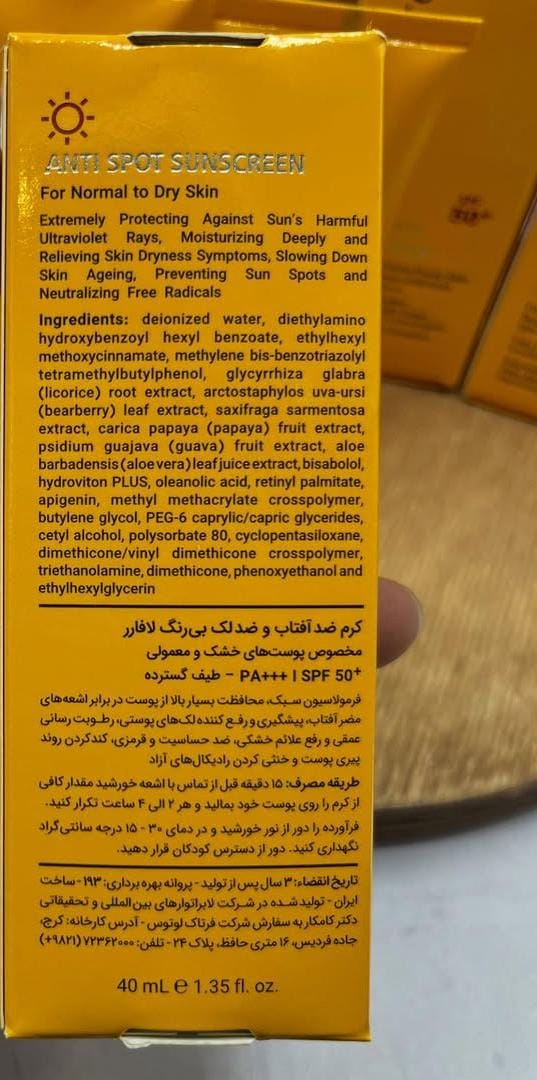 ANTI SPOT SUNSCREEN
For Normal to Dry Skin
Extremely Protecting Against Sun's Harmful
Ultraviolet Rays, Moisturizing Deeply and
Relieving Skin Dryness Symptoms, Slowing Down
Skin Ageing, Preventing Sun Spots and
Neutralizing Free Radicals
Ingredients: deionized water, diethylamino
hydroxybenzoyl hexyl benzoate, ethylhexyl
methoxycinnamate, methylene bis-benzotriazolyl
tetramethylbutylphenol, glycyrrhiza glabra
(licorice) root extract, arctostaphylos uva-ursi
(bearberry) leaf extract, saxifraga sarmentosa
extract, carica papaya (papaya) fruit extract,
psidium guajava (guava) fruit extract, aloe
barbadensis (aloe vera) leaf juice extract, bisabolol,
hydroviton PLUS, oleanolic acid, retinyl palmitate,
apigenin, methyl methacrylate crosspolymer,
butylene glycol, PEG-6 caprylic/capric glycerides,
cetyl alcohol, polysorbate 80, cyclopentasiloxane,
dimethicone/vinyl dimethicone crosspolymer,
triethanolamine, dimethicone, phenoxyethanol and
ethylhexylglycerin
کرم ضد آفتاب و ضد لک بی‌رنگ لافارر
مخصوص پوست‌های خشک و معمولی
PA+++ | SPF 50+ – طیف گسترده
فرمولاسیون سبک، محافظت بسیار بالا از پوست در برابر اشعه‌های
مضر آفتاب، پیشگیری و رفع کننده لک‌های پوستی، رطوبت رسانی
عمقی و رفع علائم خشکی، ضد حساسیت و قرمزی، کندکردن روند
پیری پوست و خنثی کردن رادیکال‌های آزاد
طریقه مصرف: ۱۵ دقیقه قبل از تماس با اشعه خورشید مقدار کافی
از کرم را روی پوست خود بمالید و هر ۲ الی ۴ ساعت تکرار کنید.
فرآورده را دور از نور خورشید و در دمای ۳۰ - ۱۵ درجه سانتی‌گراد
نگهداری کنید. دور از دسترس کودکان قرار دهید.
تاریخ انقضاء: ۳ سال پس از تولید - پروانه بهره برداری: ۱۹۳ - ساخت
ایران - تولید شده در شرکت لابراتوارهای بین المللی و تحقیقاتی
دکتر کامکار به سفارش شرکت فرتاک لوتوس - آدرس کارخانه: کرج،
جاده فردیس، ۱۶ متری حافظ، پلاک ۲۴ - تلفن: ۷۲۳۶۲۰۰۰ (۹۸۲۱+)
40 mL ℮ 1.35 fl. oz.